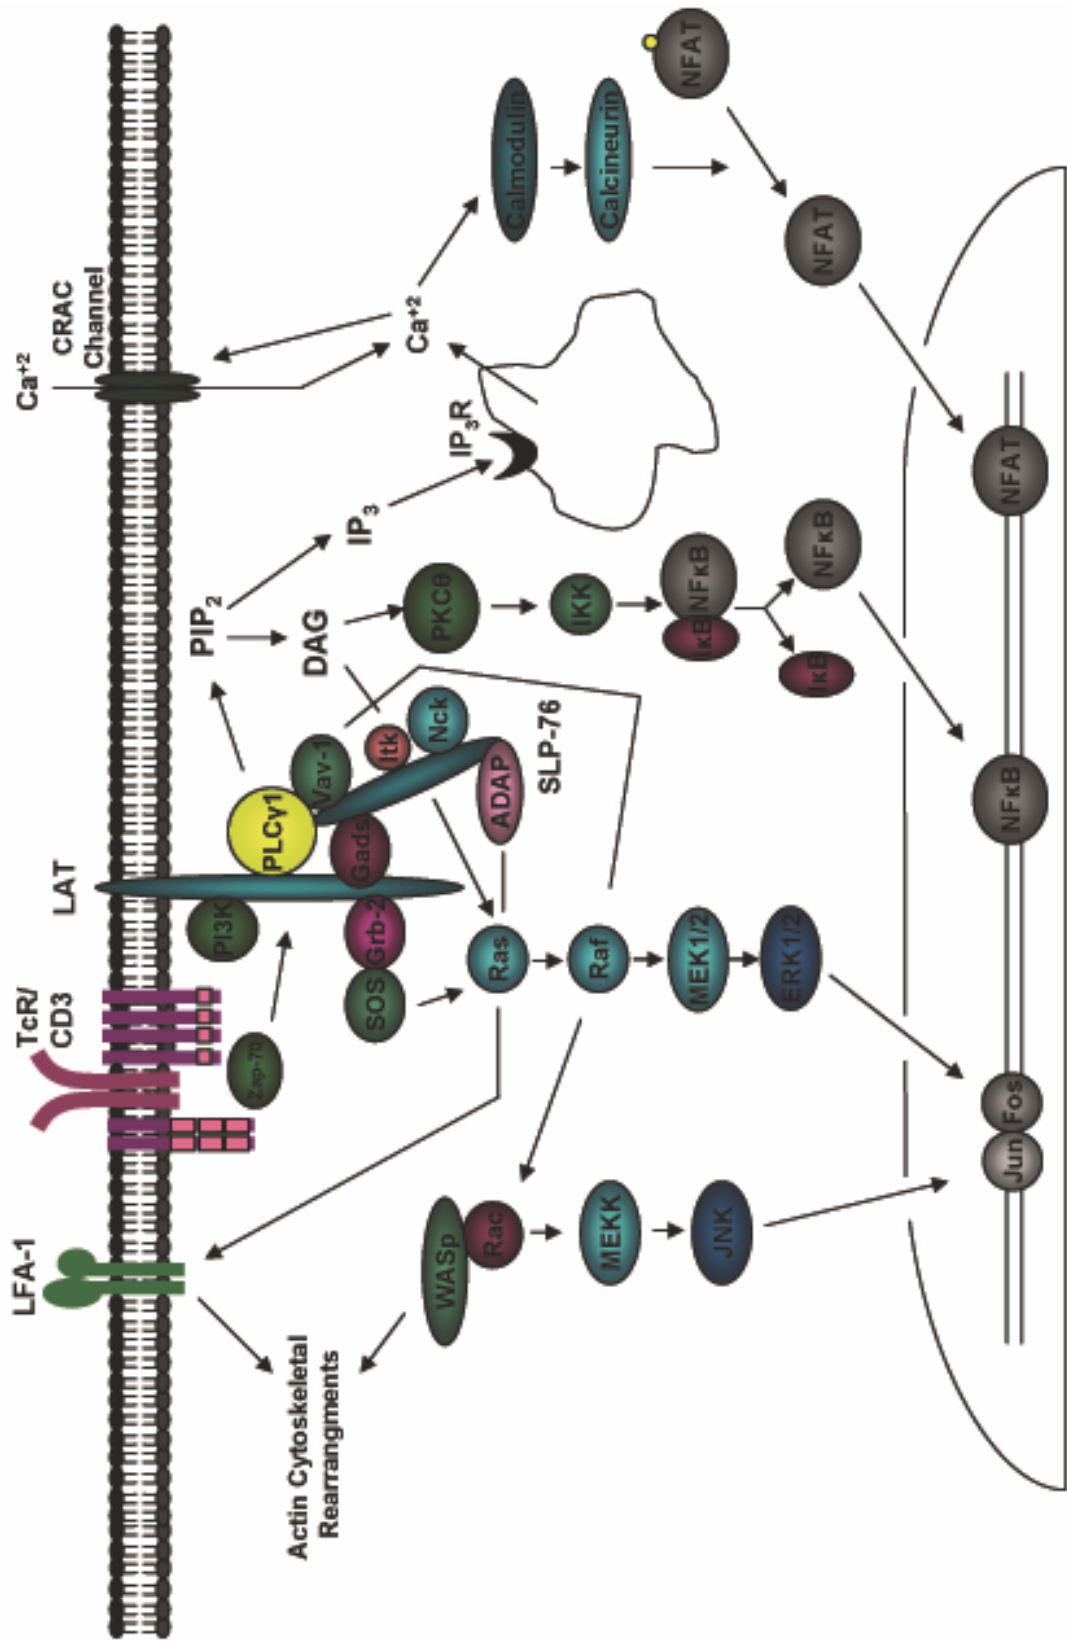 LFA-1
TcR/
CD3
LAT
Ca+2
CRAC
Channel
Zap-70
PI3K
PLCγ1
Grb-2
Gads
SOS
Vav-1
Itk
Nck
ADAP
SLP-76
PIP2
DAG
IP3
IP3R
Ca+2
Calmodulin
Calcineurin
NFAT
NFAT
NFAT
PKCθ
IKK
IκB
NFκB
IκB
NFκB
NFκB
Ras
Raf
MEK1/2
ERK1/2
Actin Cytoskeletal
Rearrangments
WASp
Rac
MEKK
JNK
Jun
Fos